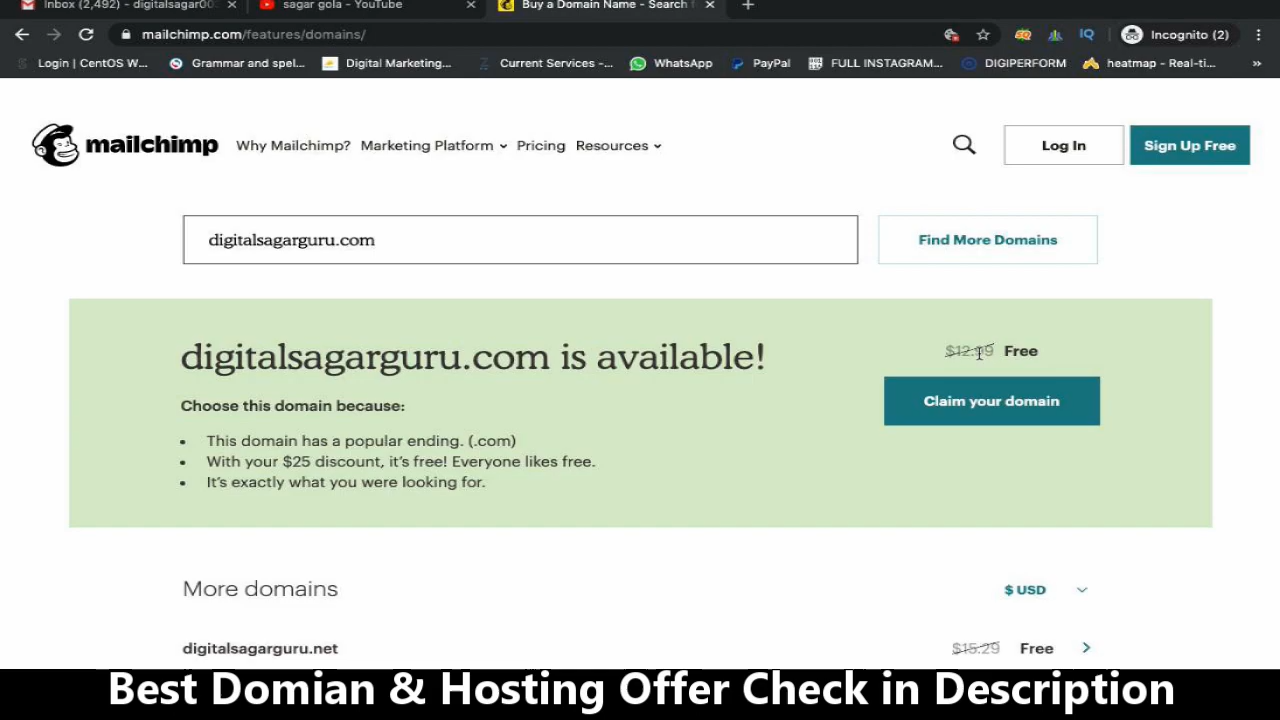 Inbox (2,492) - digitalsagar00
sagar gola - YouTube
Buy a Domain Name - Search f
mailchimp.com/features/domains/
IQ
Incognito (2)
Login | CentOS W...
Grammar and spel...
Digital Marketing...
Current Services -...
WhatsApp
PayPal
FULL INSTAGRAM...
DIGIPERFORM
heatmap - Real-ti...
mailchimp
Why Mailchimp?
Marketing Platform
Pricing
Resources
Log In
Sign Up Free
digitalsagarguru.com
Find More Domains
digitalsagarguru.com is available!
$12.99 Free
Claim your domain
Choose this domain because:
• This domain has a popular ending. (.com)
• With your $25 discount, it's free! Everyone likes free.
• It's exactly what you were looking for.
More domains
$ USD
digitalsagarguru.net
$15.29 Free
Best Domian & Hosting Offer Check in Description